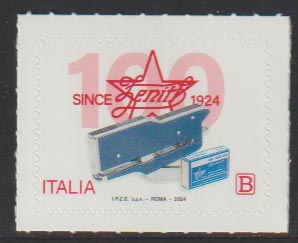 100
SINCE Zenith 1924
ITALIA B
I.P.Z.S. S.p.A. - ROMA - 2024